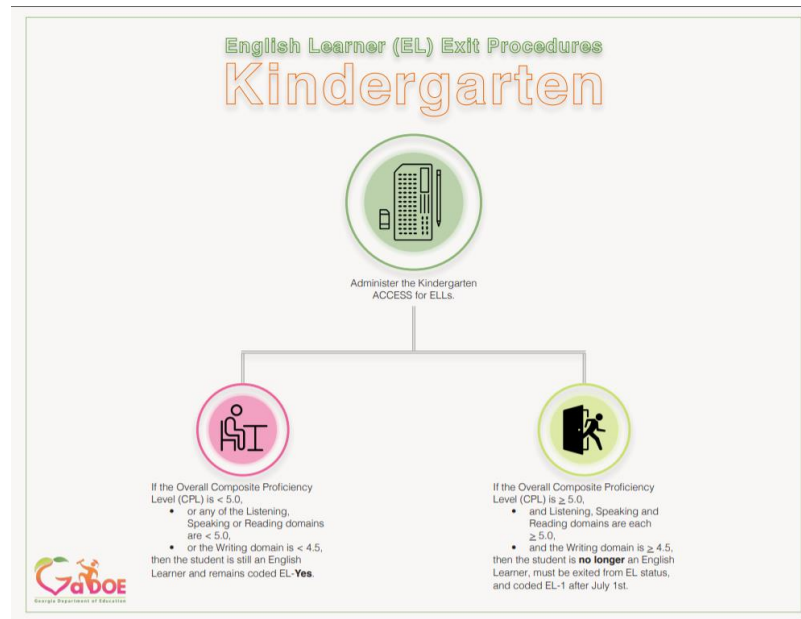 English Learner (EL) Exit Procedures
Kindergarten
Administer the Kindergarten
ACCESS for ELLs.
If the Overall Composite Proficiency
Level (CPL) is < 5.0,
• or any of the Listening,
Speaking or Reading domains
are < 5.0,
• or the Writing domain is < 4.5,
then the student is still an English
Learner and remains coded EL-Yes.
If the Overall Composite Proficiency
Level (CPL) is ≥ 5.0,
• and Listening, Speaking and
Reading domains are each
≥ 5.0,
• and the Writing domain is ≥ 4.5,
then the student is no longer an English
Learner, must be exited from EL status,
and coded EL-1 after July 1st.
GaDOE
Georgia Department of Education